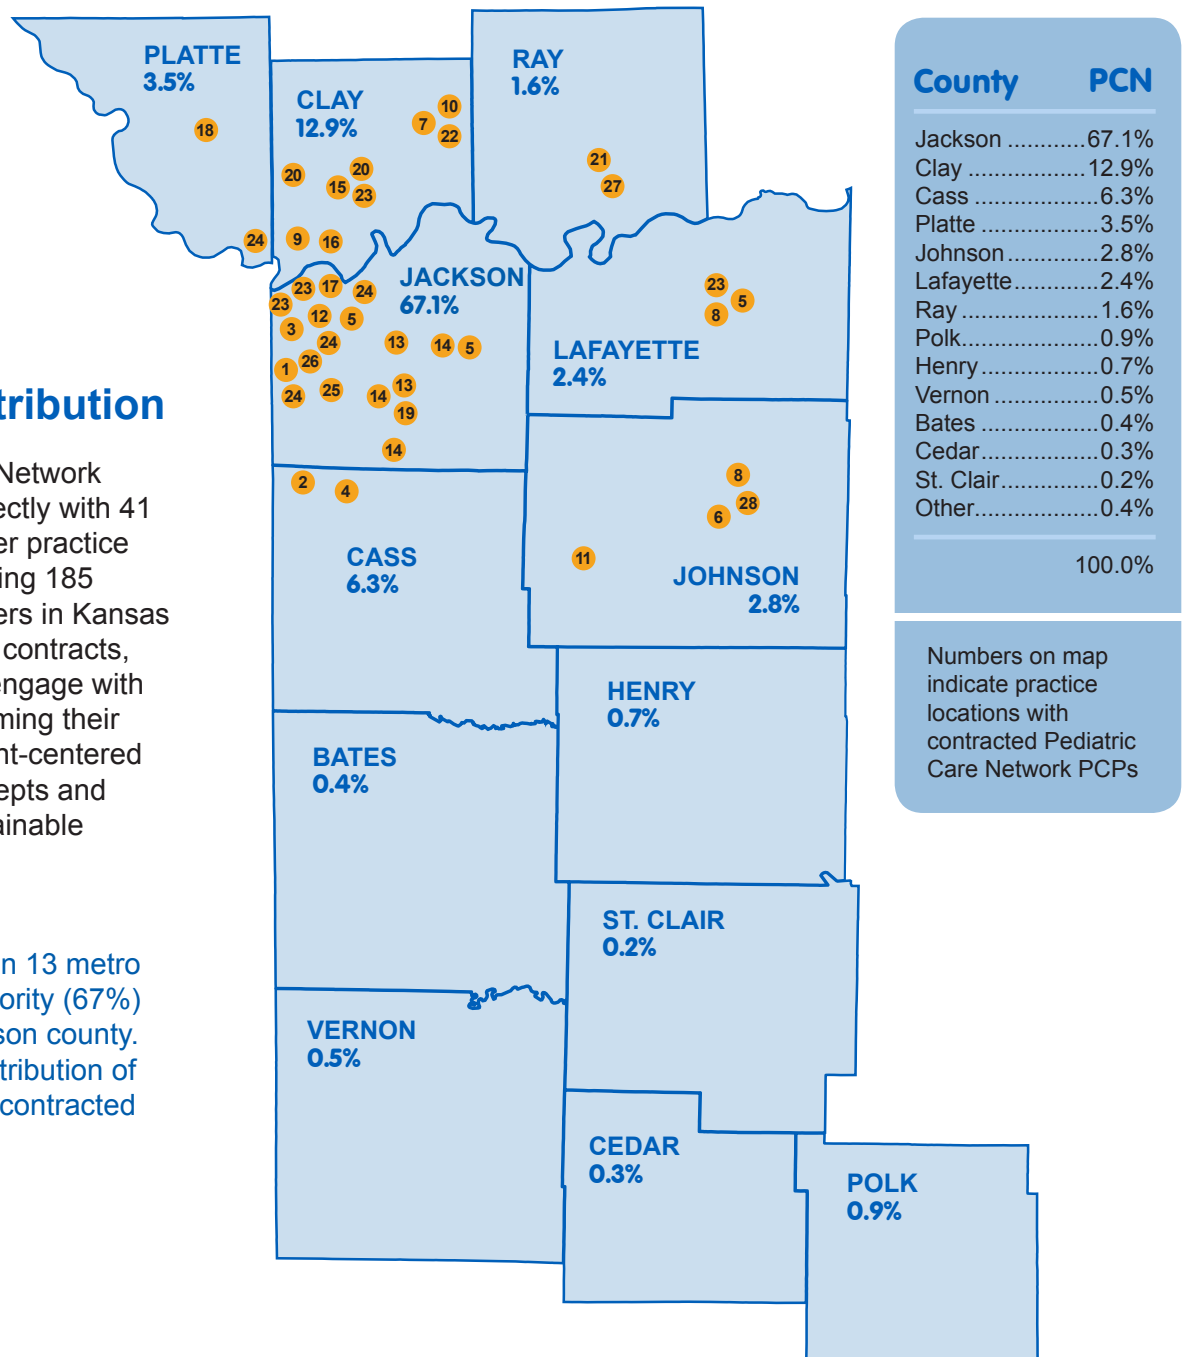 tribution
Network
ectly with 41
er practice
ing 185
ers in Kansas
contracts,
engage with
ming their
nt-centered
epts and
ainable
n 13 metro
ority (67%)
son county.
tribution of
contracted
PLATTE
3.5%
18
24
CLAY
12.9%
10
7
22
20
20
15
23
9
16
RAY
1.6%
21
27
JACKSON
67.1%
23
17
24
23
12
5
3
24
13
14
5
26
1
25
13
24
14
19
14
LAFAYETTE
2.4%
23
5
8
2
4
CASS
6.3%
8
28
6
11
JOHNSON
2.8%
HENRY
0.7%
BATES
0.4%
ST. CLAIR
0.2%
VERNON
0.5%
CEDAR
0.3%
POLK
0.9%
County PCN
Jackson ............67.1%
Clay .................12.9%
Cass ..................6.3%
Platte .................3.5%
Johnson ............2.8%
Lafayette............2.4%
Ray ....................1.6%
Polk....................0.9%
Henry .................0.7%
Vernon ...............0.5%
Bates .................0.4%
Cedar.................0.3%
St. Clair..............0.2%
Other..................0.4%
100.0%
Numbers on map
indicate practice
locations with
contracted Pediatric
Care Network PCPs